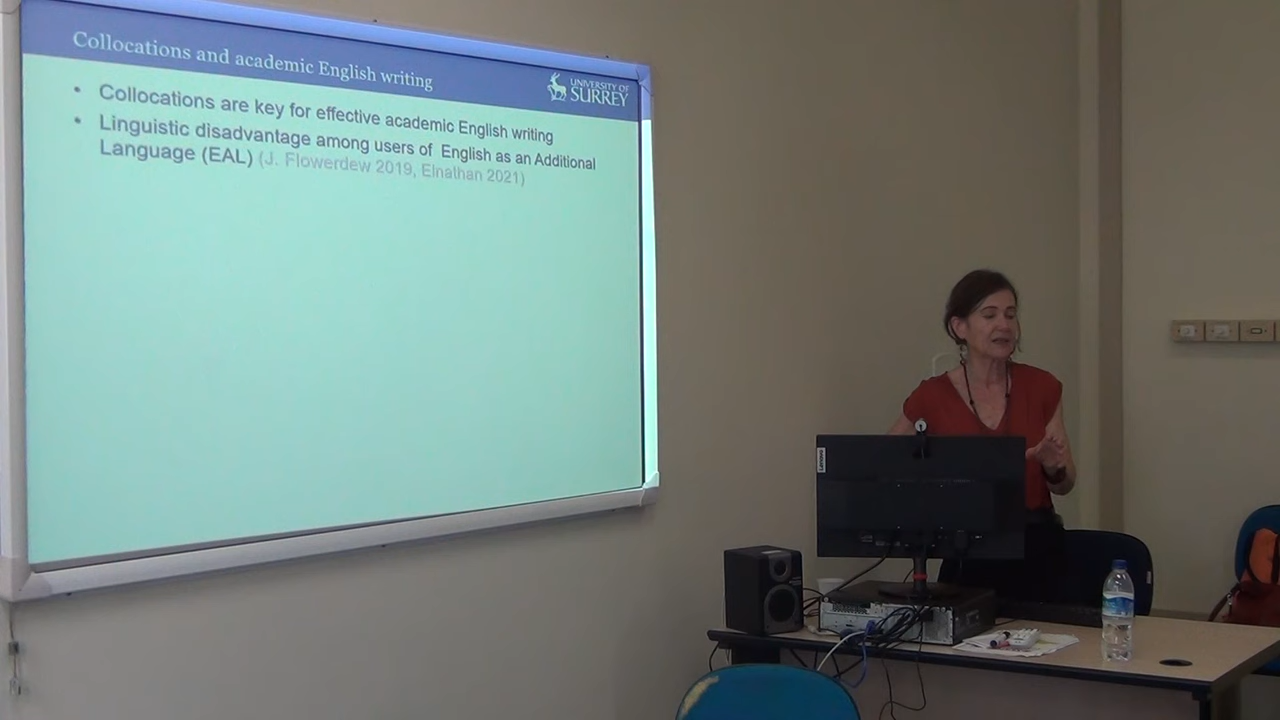 Collocations and academic English writing
UNIVERSITY OF
SURREY
• Collocations are key for effective academic English writing
• Linguistic disadvantage among users of English as an Additional
Language (EAL) (J. Flowerdew 2019, Elnathan 2021)
Lenovo